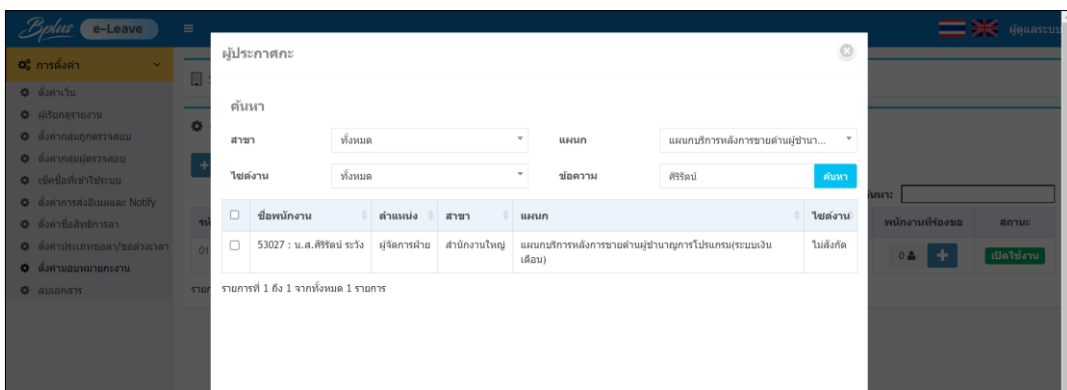 Bplus e-Leave
ผู้ดูแลระบบ
ผู้ประกาศกะ
การตั้งค่า
ตั้งค่าเว็บ
ผู้เรียกดูรายงาน
ตั้งค่ากลุ่มถูกตรวจสอบ
ตั้งค่ากลุ่มผู้ตรวจสอบ
เช็คชื่อที่เข้าใช้ระบบ
ตั้งค่าการส่งอีเมลและ Notify
ตั้งค่าชื่อสิทธิการลา
ตั้งค่าประเภทขอลา/ขอล่วงเวลา
ตั้งค่ามอบหมายกะงาน
ลบเอกสาร
ค้นหา
สาขา ทั้งหมด แผนก แผนกบริการหลังการขายด้านผู้ชำนา...
ไซต์งาน ทั้งหมด ข้อความ ศิริรัตน์ ค้นหา
ชื่อพนักงาน ตำแหน่ง สาขา แผนก ไซต์งาน
53027 : น.ส.ศิริรัตน์ ระวัง ผู้จัดการฝ่าย สำนักงานใหญ่ แผนกบริการหลังการขายด้านผู้ชำนาญการโปรแกรม(ระบบเงิน ไม่สังกัด
เดือน)
รายการที่ 1 ถึง 1 จากทั้งหมด 1 รายการ
พนักงานที่ร้องขอ สถานะ
01 0 เปิดใช้งาน